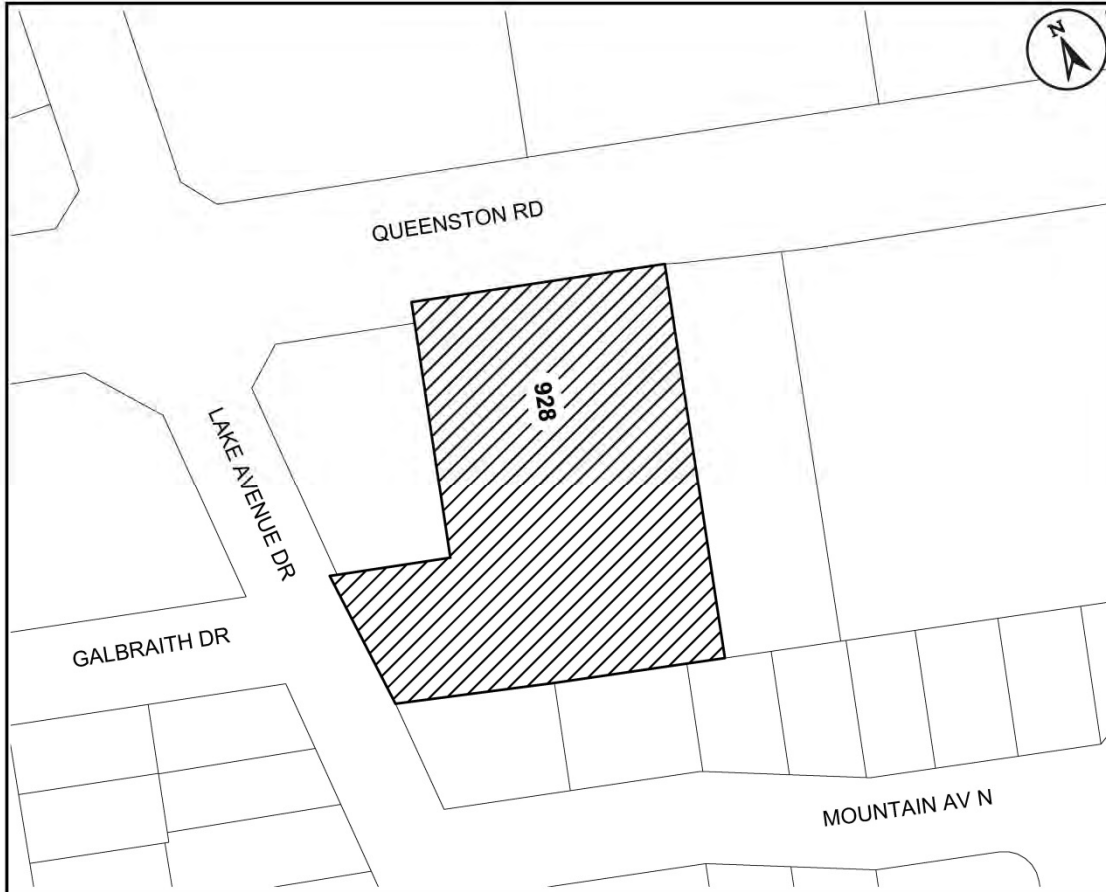 N
QUEENSTON RD
928
LAKE AVENUE DR
GALBRAITH DR
MOUNTAIN AV N